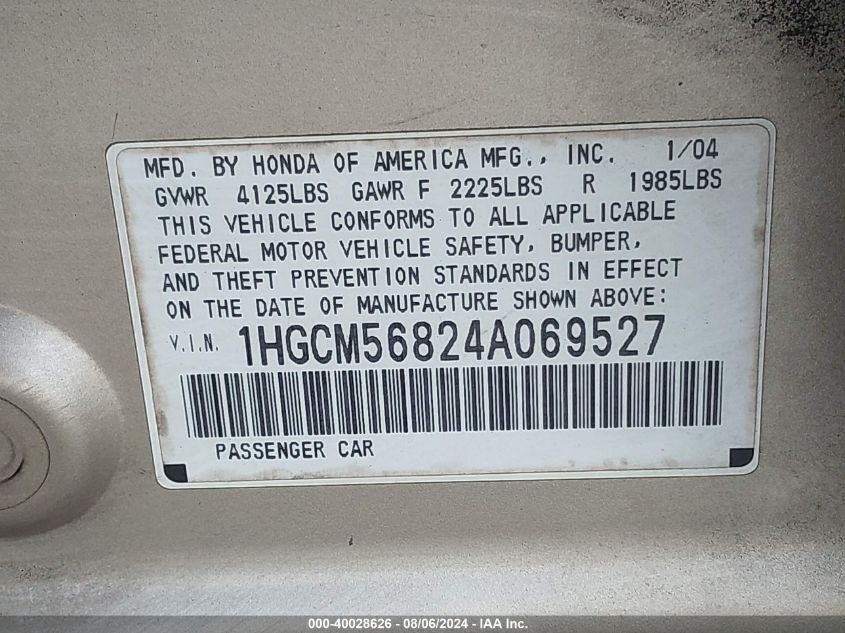 MFD. BY HONDA OF AMERICA MFG., INC. 1/04
GVWR 4125LBS GAWR F 2225LBS R 1985LBS
THIS VEHICLE CONFORMS TO ALL APPLICABLE
FEDERAL MOTOR VEHICLE SAFETY, BUMPER,
AND THEFT PREVENTION STANDARDS IN EFFECT
ON THE DATE OF MANUFACTURE SHOWN ABOVE:
V.I.N. 1HGCM56824A069527
PASSENGER CAR
000-40028626 - 08/06/2024 - IAA Inc.